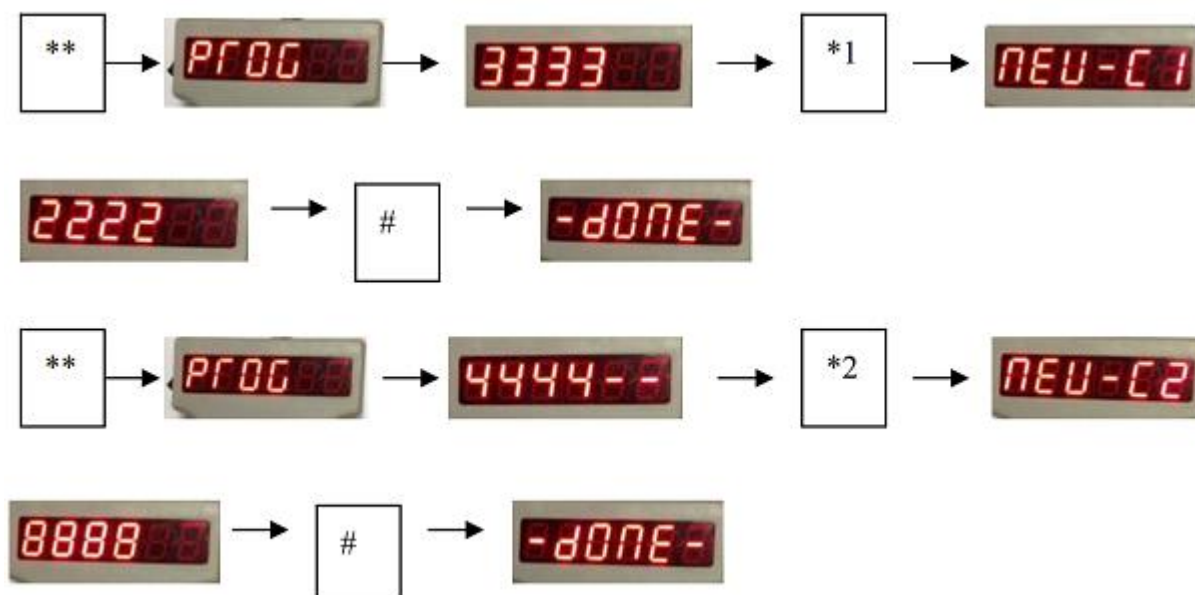 ** PrOG 3333 *1 NEU-C1
2222 # -dONE-
** PrOG 4444-- *2 NEU-C2
8888 # -dONE-